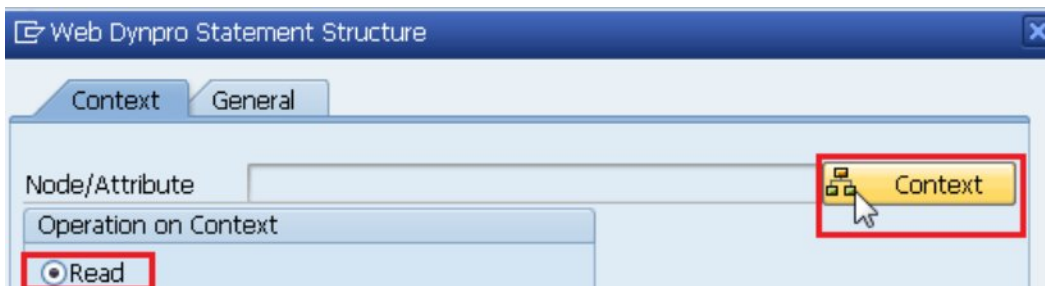 Web Dynpro Statement Structure
Context General
Node/Attribute Context
Operation on Context
Read